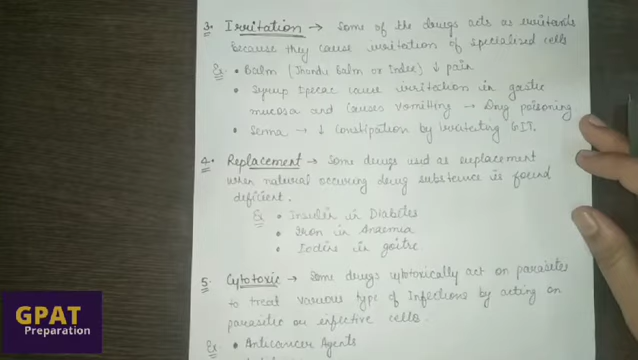 3. Irritation → Some of the drugs acts as irritants
because they cause irritation of specialised cells
Ex • Balm (Jhandu Balm or Iodex) ↓ pain
• Syrup Ipecac cause irritation in gastic
mucosa and causes vomitting → Drug poisoning
• Senna → ↓ constipation by irritating GIT.
4. Replacement → Some drugs used as replacement
when natural occuring drug substance is found
deficient.
Ex • Insulin in Diabetes
• Iron in Anaemia
• Iodine in goitre
5. Cytotoxic → Some drugs cytotoxically act on parasites
to treat various type of Infections by acting on
parasitic or infective cells.
Ex • Anticancer Agents
GPAT
Preparation